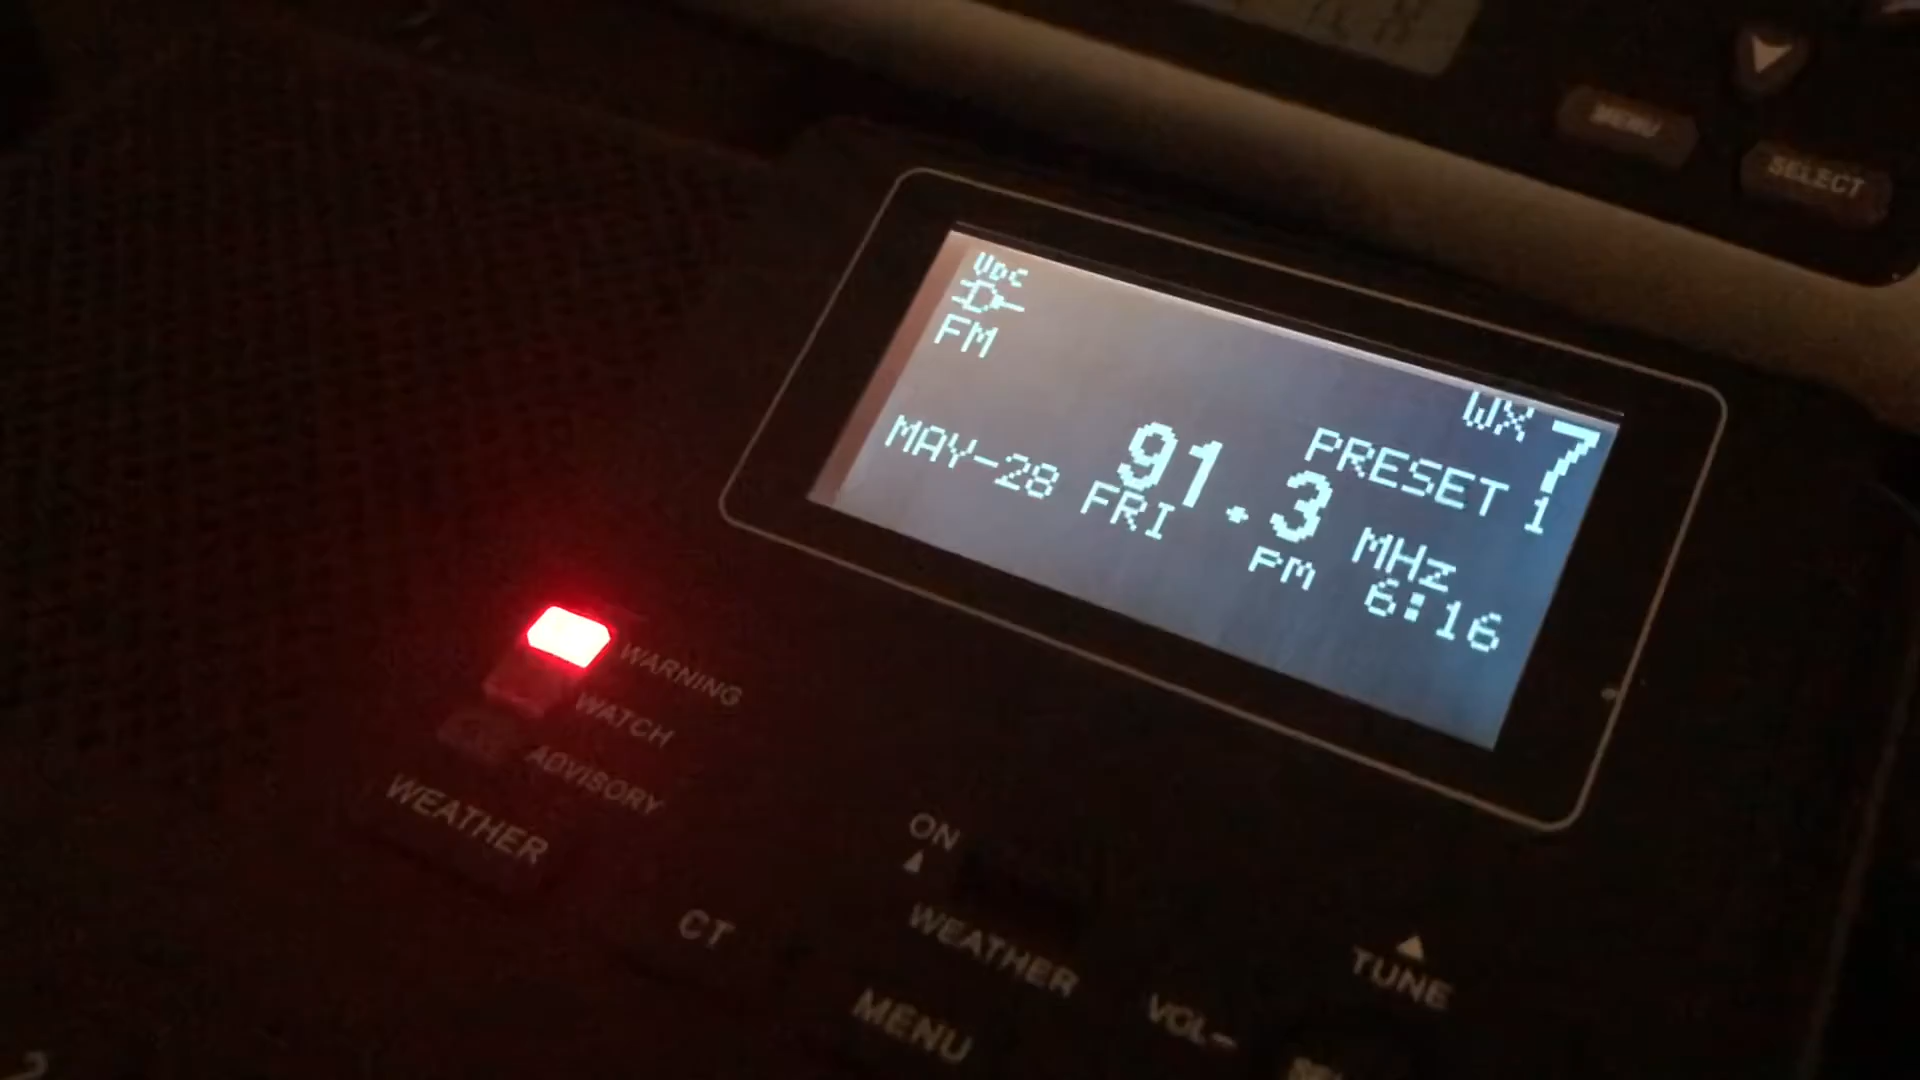 MENU
SELECT
VDC
FM
WX 7
PRESET 1
91.3 MHz
MAY-28 FRI PM 6:16
WARNING
WATCH
ADVISORY
WEATHER
ON
CT
WEATHER
TUNE
MENU
VOL-
2